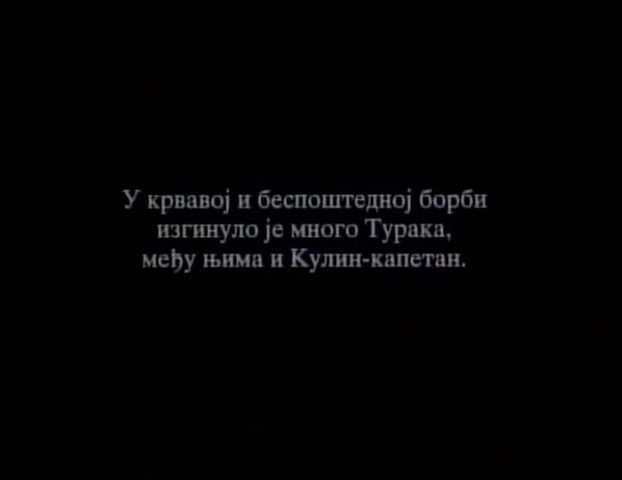 У крвавој и беспоштедној борби
изгинуло је много Турака,
међу њима и Кулин-капетан.